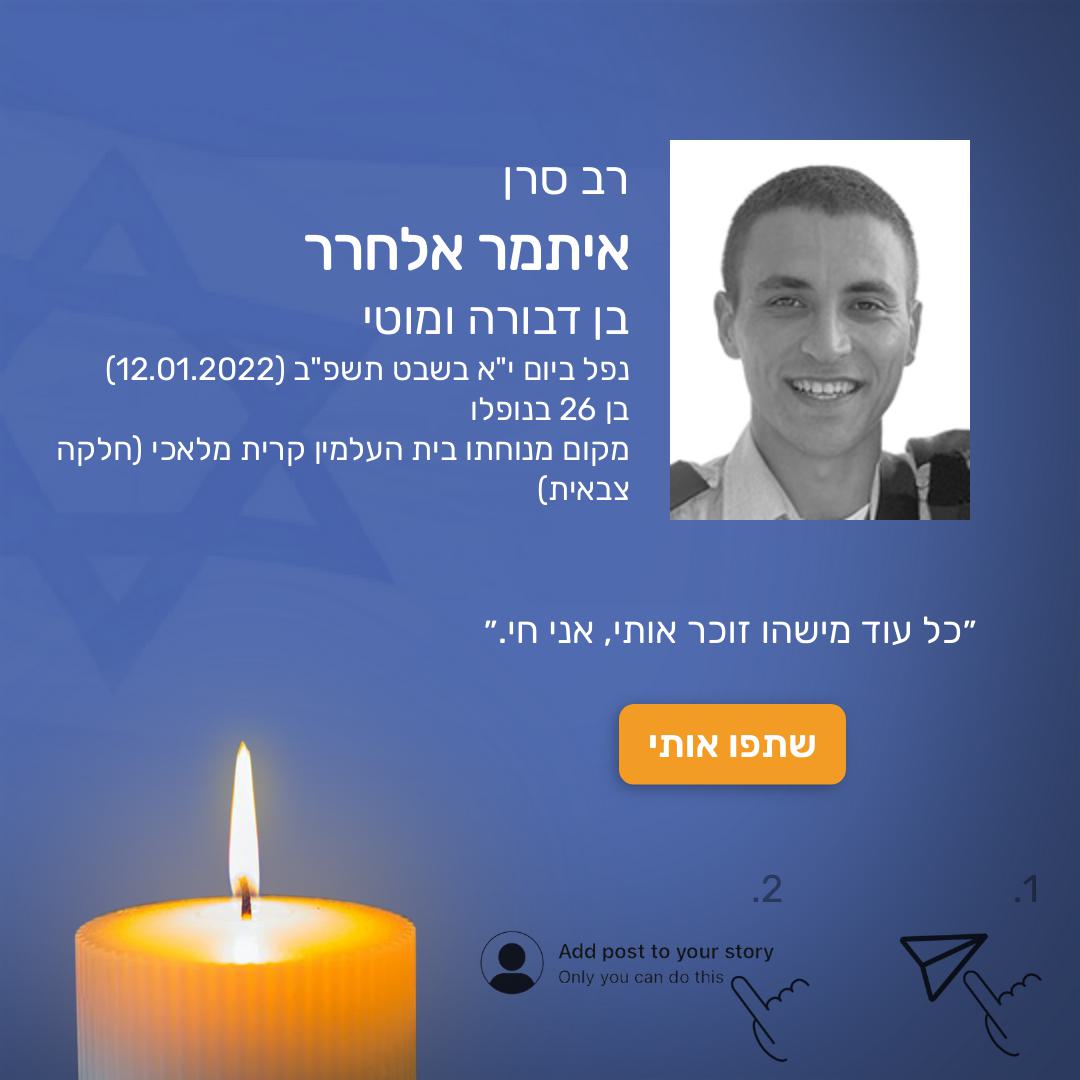 רב סרן
איתמר אלחרר
בן דבורה ומוטי
נפל ביום י"א בשבט תשפ"ב (12.01.2022)
בן 26 בנופלו
מקום מנוחתו בית העלמין קרית מלאכי (חלקה
צבאית)
״כל עוד מישהו זוכר אותי, אני חי.״
שתפו אותי
1.
2.
Add post to your story
Only you can do this